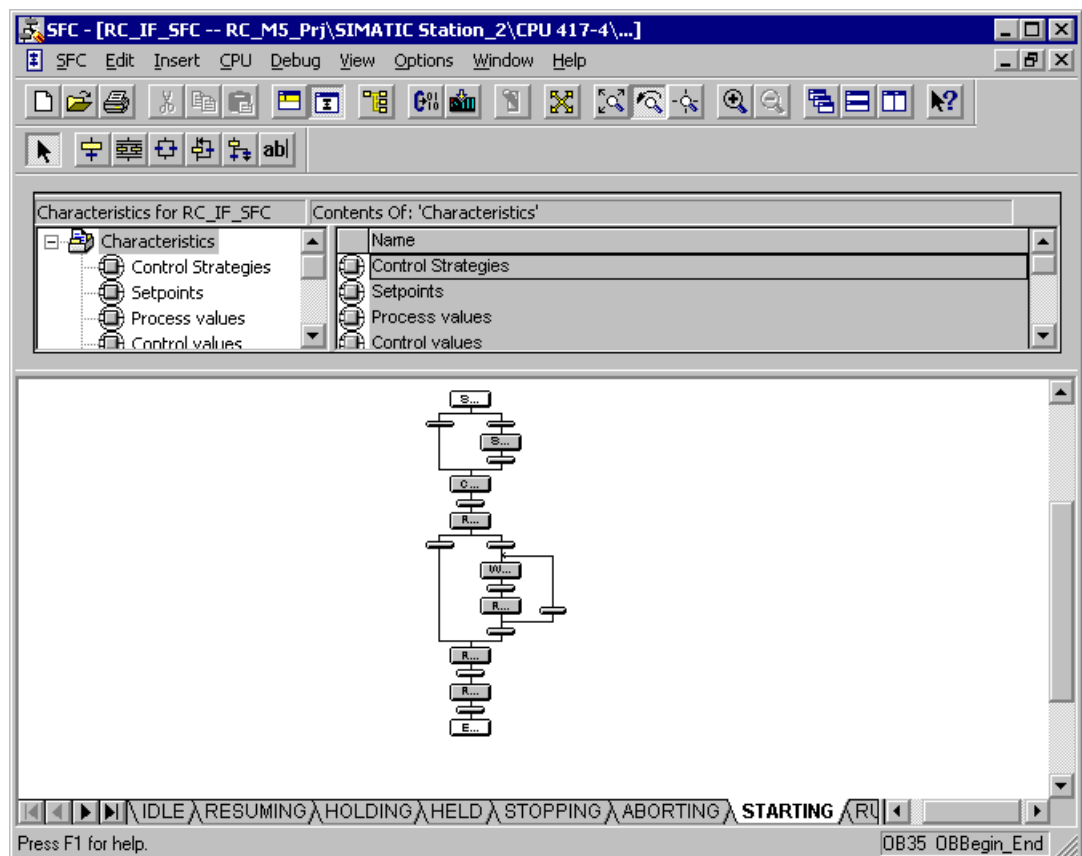 SFC - [RC_IF_SFC -- RC_M5_Prj\SIMATIC Station_2\CPU 417-4\...]
SFC Edit Insert CPU Debug View Options Window Help
ab|
Characteristics for RC_IF_SFC Contents Of: 'Characteristics'
Characteristics Name
Control Strategies Control Strategies
Setpoints Setpoints
Process values Process values
Control values Control values
S...
S...
C...
R...
W...
R...
R...
R...
E...
IDLE RESUMING HOLDING HELD STOPPING ABORTING STARTING RU
Press F1 for help. OB35 OBBegin_End